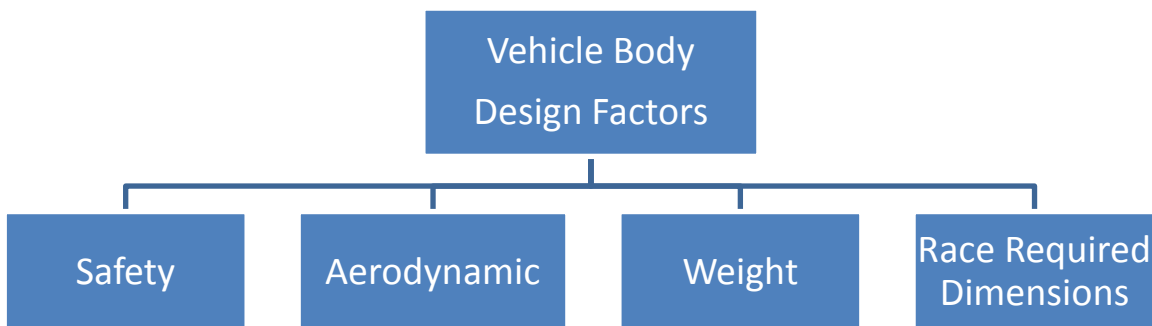 Vehicle Body
Design Factors
Safety
Aerodynamic
Weight
Race Required
Dimensions